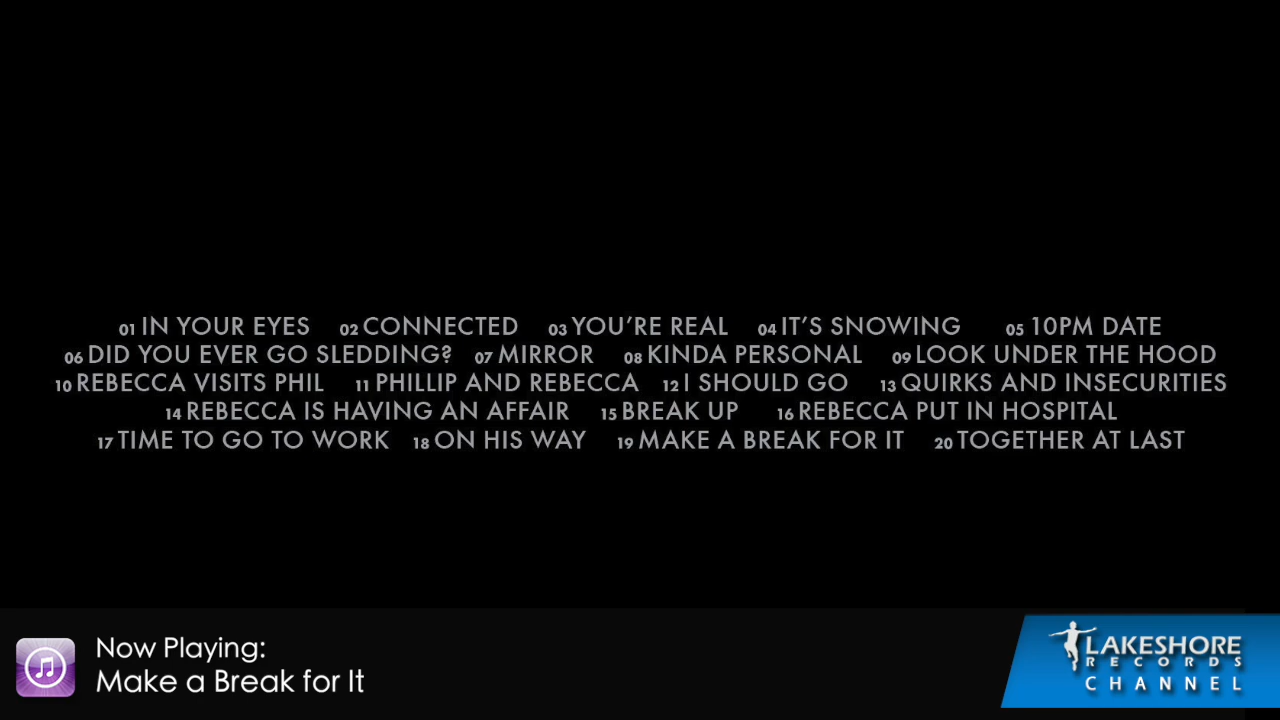 01 IN YOUR EYES 02 CONNECTED 03 YOU'RE REAL 04 IT'S SNOWING 05 10PM DATE
06 DID YOU EVER GO SLEDDING? 07 MIRROR 08 KINDA PERSONAL 09 LOOK UNDER THE HOOD
10 REBECCA VISITS PHIL 11 PHILLIP AND REBECCA 12 I SHOULD GO 13 QUIRKS AND INSECURITIES
14 REBECCA IS HAVING AN AFFAIR 15 BREAK UP 16 REBECCA PUT IN HOSPITAL
17 TIME TO GO TO WORK 18 ON HIS WAY 19 MAKE A BREAK FOR IT 20 TOGETHER AT LAST
Now Playing:
Make a Break for It
LAKESHORE
RECORDS
CHANNEL